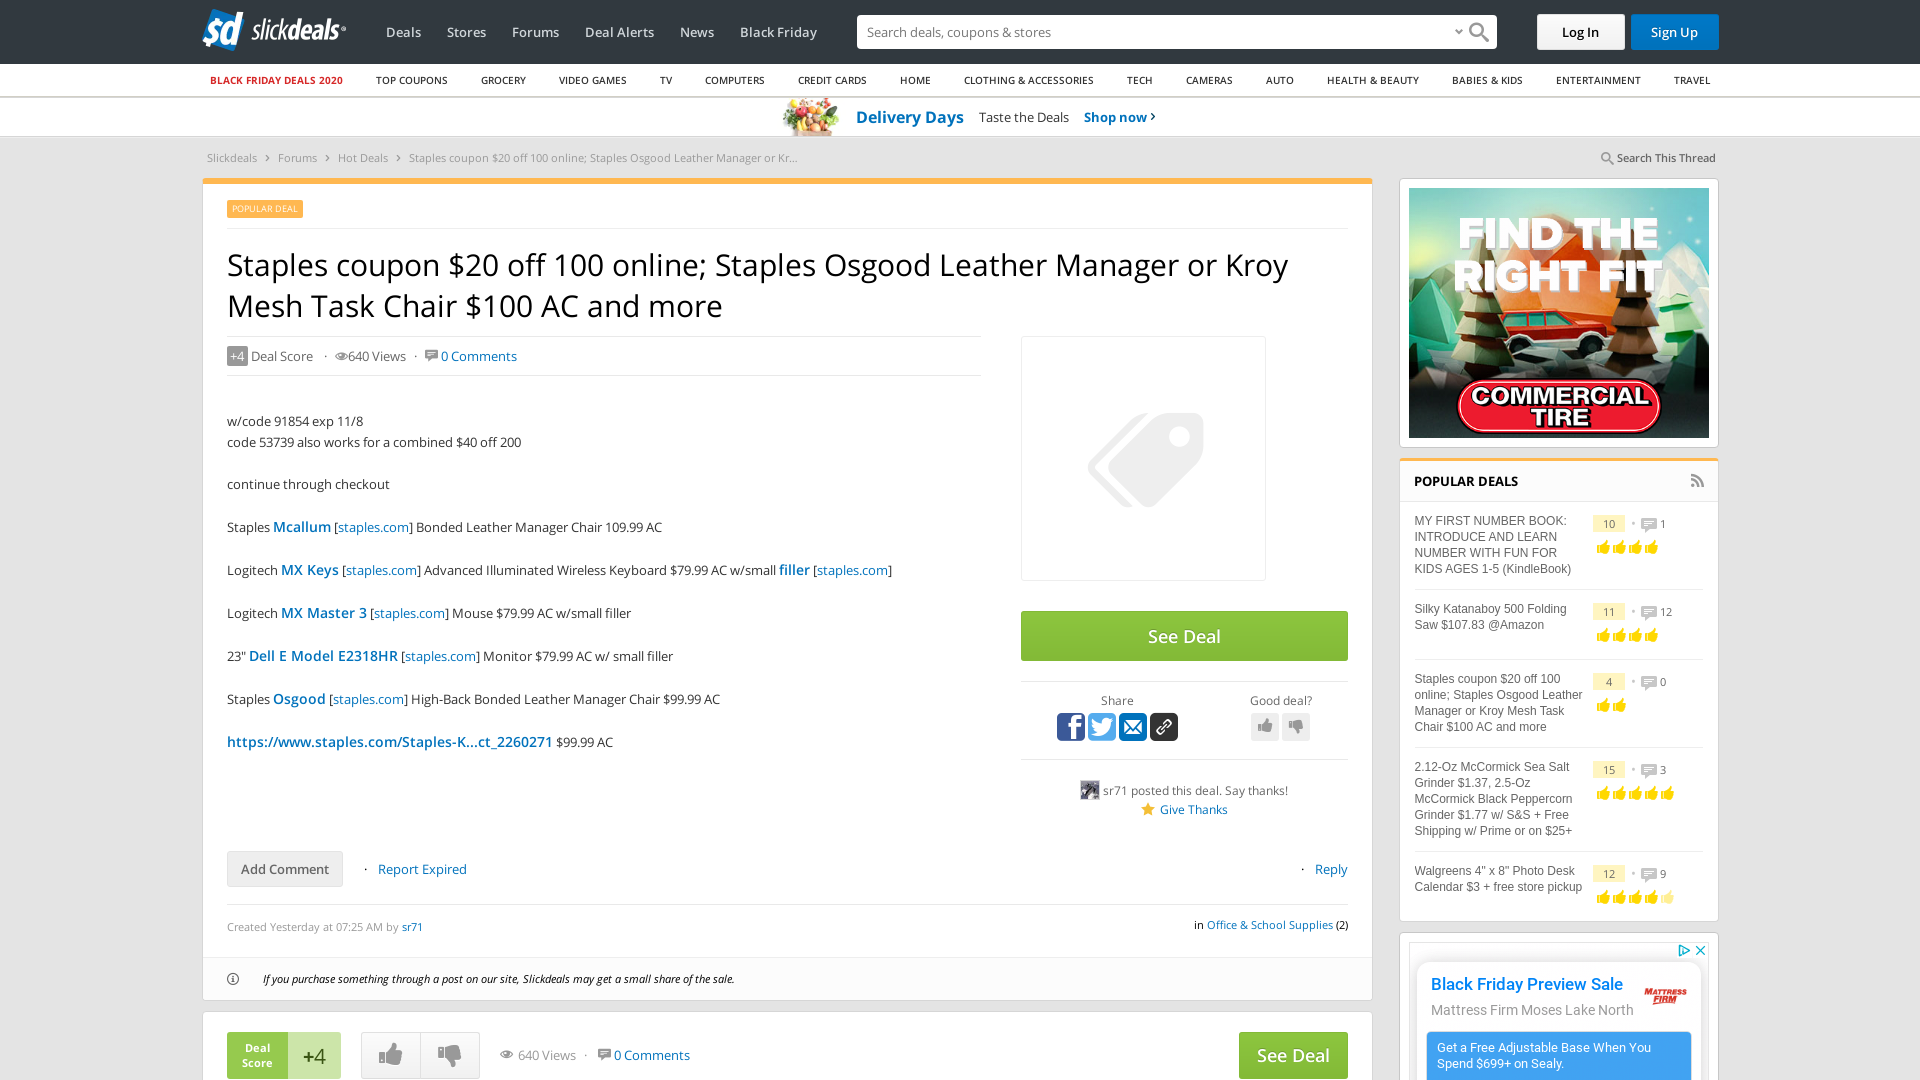 sd slickdeals
Deals Stores Forums Deal Alerts News Black Friday
Search deals, coupons & stores
Log In
Sign Up
BLACK FRIDAY DEALS 2020 TOP COUPONS GROCERY VIDEO GAMES TV COMPUTERS CREDIT CARDS HOME CLOTHING & ACCESSORIES TECH CAMERAS AUTO HEALTH & BEAUTY BABIES & KIDS ENTERTAINMENT TRAVEL
Delivery Days Taste the Deals Shop now
Slickdeals Forums Hot Deals Staples coupon $20 off 100 online; Staples Osgood Leather Manager or Kr...
Search This Thread
POPULAR DEAL
Staples coupon $20 off 100 online; Staples Osgood Leather Manager or Kroy
Mesh Task Chair $100 AC and more
+4 Deal Score · 640 Views · 0 Comments
w/code 91854 exp 11/8
code 53739 also works for a combined $40 off 200
continue through checkout
Staples Mcallum [staples.com] Bonded Leather Manager Chair 109.99 AC
Logitech MX Keys [staples.com] Advanced Illuminated Wireless Keyboard $79.99 AC w/small filler [staples.com]
Logitech MX Master 3 [staples.com] Mouse $79.99 AC w/small filler
23" Dell E Model E2318HR [staples.com] Monitor $79.99 AC w/ small filler
Staples Osgood [staples.com] High-Back Bonded Leather Manager Chair $99.99 AC
https://www.staples.com/Staples-K...ct_2260271 $99.99 AC
See Deal
Share
Good deal?
sr71 posted this deal. Say thanks!
Give Thanks
Add Comment
· Report Expired
· Reply
Created Yesterday at 07:25 AM by sr71
in Office & School Supplies (2)
If you purchase something through a post on our site, Slickdeals may get a small share of the sale.
Deal
Score
+4
640 Views · 0 Comments
See Deal
FIND THE
RIGHT FIT
COMMERCIAL
TIRE
POPULAR DEALS
MY FIRST NUMBER BOOK:
INTRODUCE AND LEARN
NUMBER WITH FUN FOR
KIDS AGES 1-5 (KindleBook)
10 • 1
Silky Katanaboy 500 Folding
Saw $107.83 @Amazon
11 • 12
Staples coupon $20 off 100
online; Staples Osgood Leather
Manager or Kroy Mesh Task
Chair $100 AC and more
4 • 0
2.12-Oz McCormick Sea Salt
Grinder $1.37, 2.5-Oz
McCormick Black Peppercorn
Grinder $1.77 w/ S&S + Free
Shipping w/ Prime or on $25+
15 • 3
Walgreens 4" x 8" Photo Desk
Calendar $3 + free store pickup
12 • 9
Black Friday Preview Sale
Mattress Firm Moses Lake North
MATTRESS
FIRM
Get a Free Adjustable Base When You
Spend $699+ on Sealy.